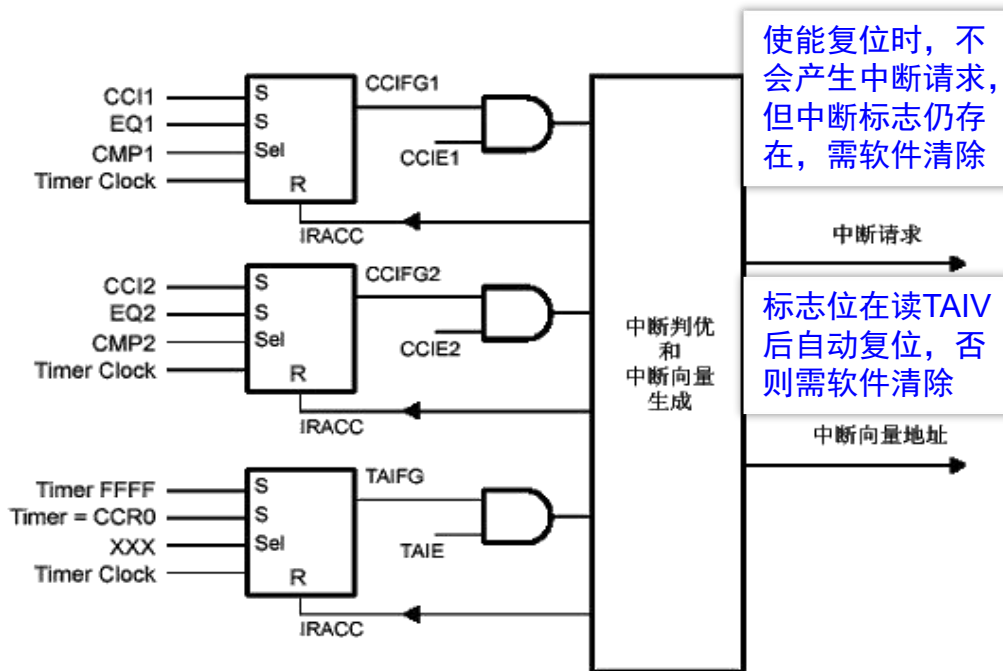 使能复位时，不
会产生中断请求，
但中断标志仍存
在，需软件清除
CCI1
EQ1
CMP1
Timer Clock
S
S
Sel
R
CCIFG1
CCIE1
IRACC
中断请求
CCI2
EQ2
CMP2
Timer Clock
S
S
Sel
R
CCIFG2
CCIE2
IRACC
中断判优
和
中断向量
生成
标志位在读TAIV
后自动复位，否
则需软件清除
中断向量地址
Timer FFFF
Timer = CCR0
XXX
Timer Clock
S
S
Sel
R
TAIFG
TAIE
IRACC